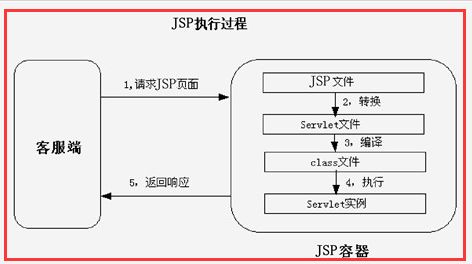 JSP执行过程
1,请求JSP页面
JSP文件
2, 转换
Servlet文件
3, 编译
客服端
class文件
4, 执行
5, 返回响应
Servlet实例
JSP容器